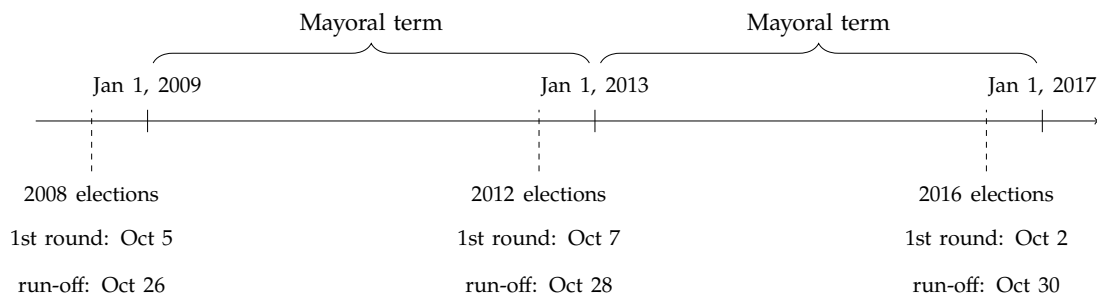 Mayoral term Mayoral term
Jan 1, 2009 Jan 1, 2013 Jan 1, 2017
2008 elections 2012 elections 2016 elections
1st round: Oct 5 1st round: Oct 7 1st round: Oct 2
run-off: Oct 26 run-off: Oct 28 run-off: Oct 30